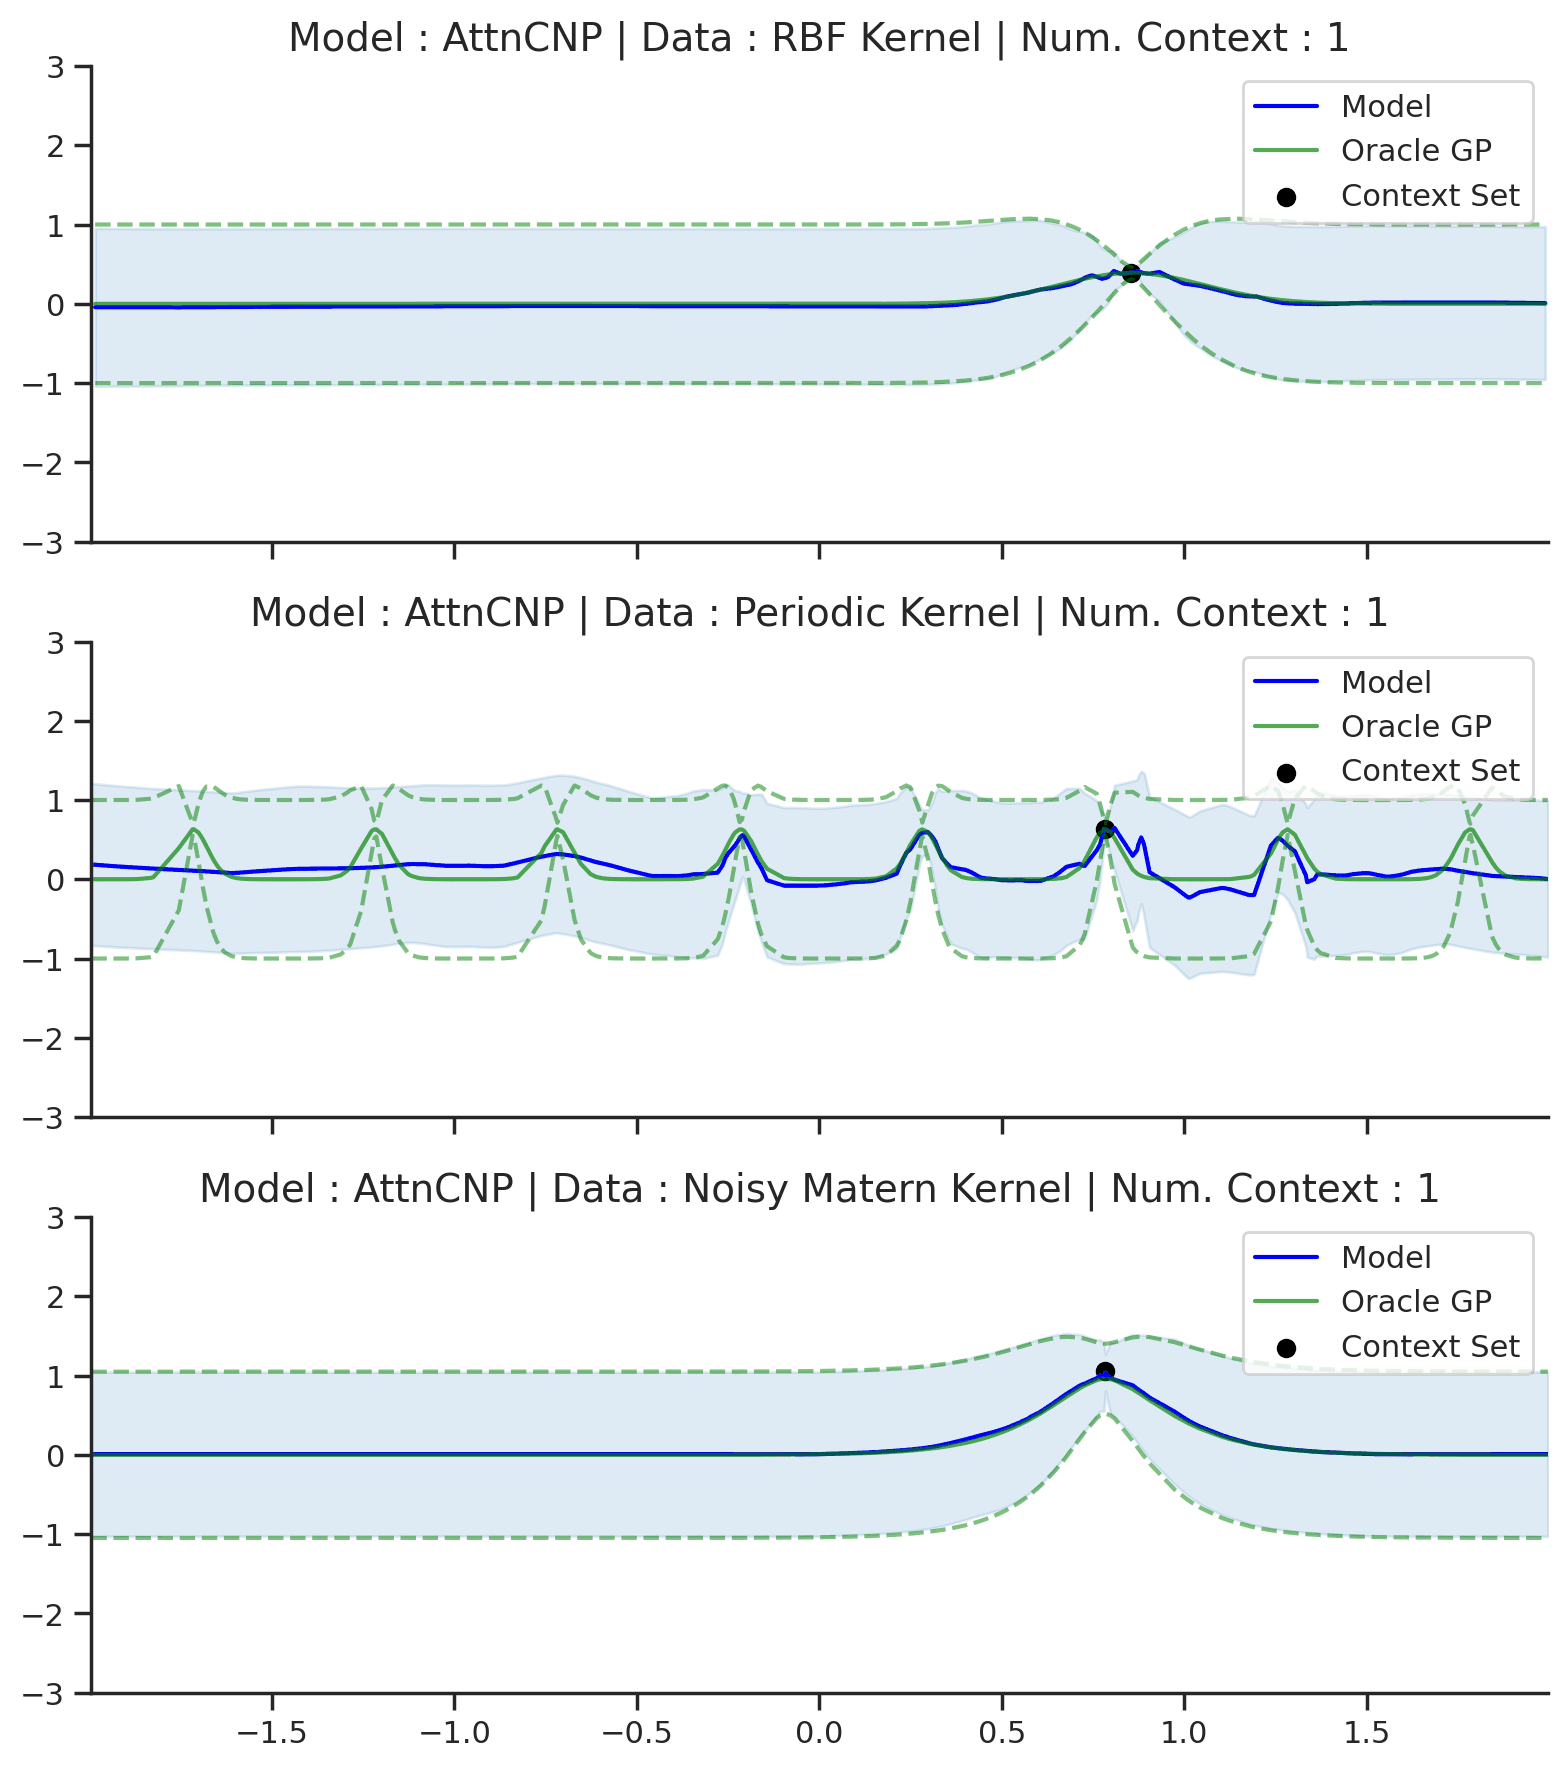 Model : AttnCNP | Data : RBF Kernel | Num. Context : 1
3
2
1
0
−1
−2
−3
Model
Oracle GP
Context Set
Model : AttnCNP | Data : Periodic Kernel | Num. Context : 1
3
2
1
0
−1
−2
−3
Model
Oracle GP
Context Set
Model : AttnCNP | Data : Noisy Matern Kernel | Num. Context : 1
3
2
1
0
−1
−2
−3
Model
Oracle GP
Context Set
−1.5 −1.0 −0.5 0.0 0.5 1.0 1.5